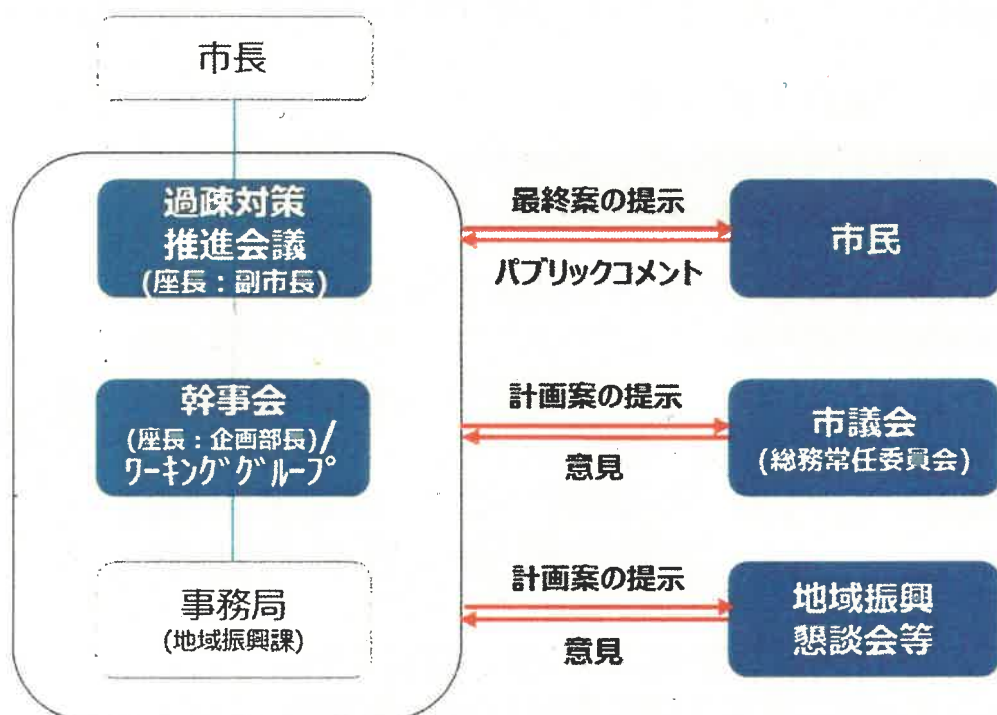 市長
過疎対策
推進会議
(座長:副市長)
幹事会
(座長:企画部長)/
ワーキンググループ
事務局
(地域振興課)
最終案の提示
パブリックコメント
市民
計画案の提示
意見
市議会
(総務常任委員会)
計画案の提示
意見
地域振興
懇談会等